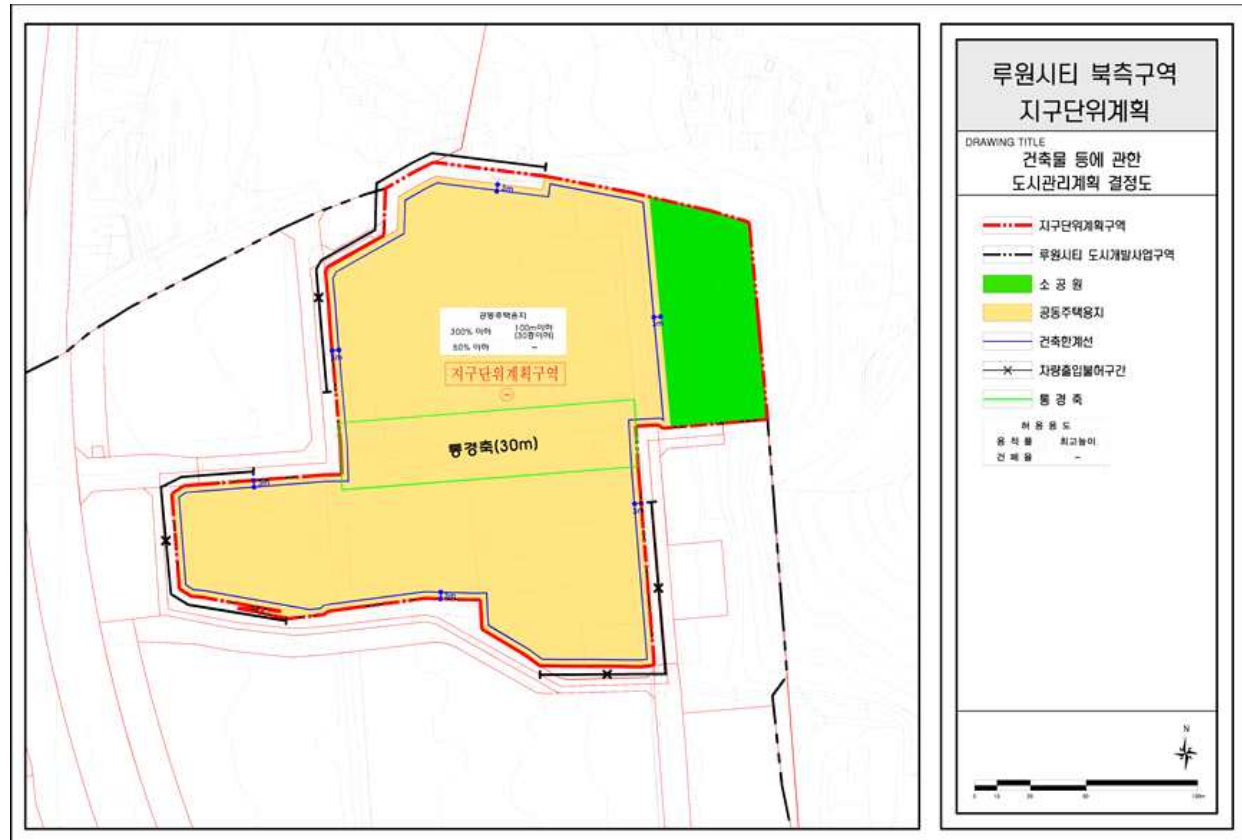 루원시티 북측구역
지구단위계획
DRAWING TITLE
건축물 등에 관한
도시관리계획 결정도
지구단위계획구역
루원시티 도시개발사업구역
소 공 원
공동주택용지
건축한계선
차량출입불허구간
통 경 축
허 용 용 도
용 적 률 최고높이
건 폐 율 -
N
공동주택용지
300% 이하 100m이하
(30층이하)
50% 이하 -
지구단위계획구역
통경축(30m)